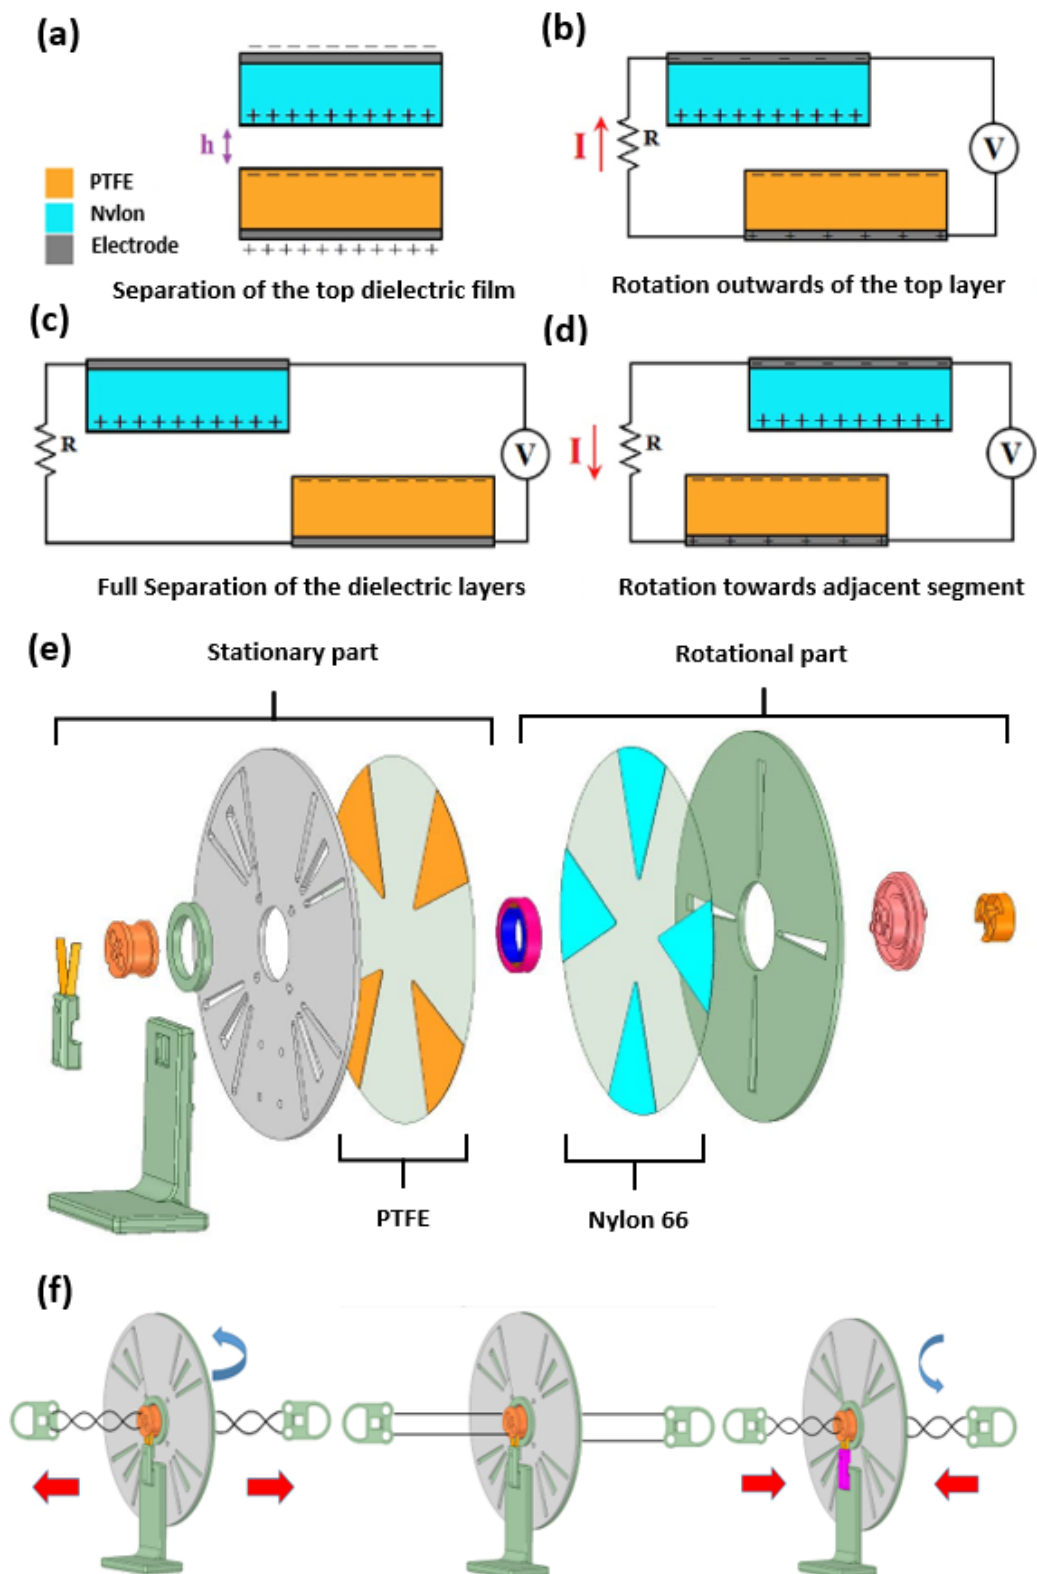 (a)
h
PTFE
Nvlon
Electrode
Separation of the top dielectric film
(b)
I
R
V
Rotation outwards of the top layer
(c)
R
V
Full Separation of the dielectric layers
(d)
I
R
V
Rotation towards adjacent segment
(e)
Stationary part
Rotational part
PTFE
Nylon 66
(f)